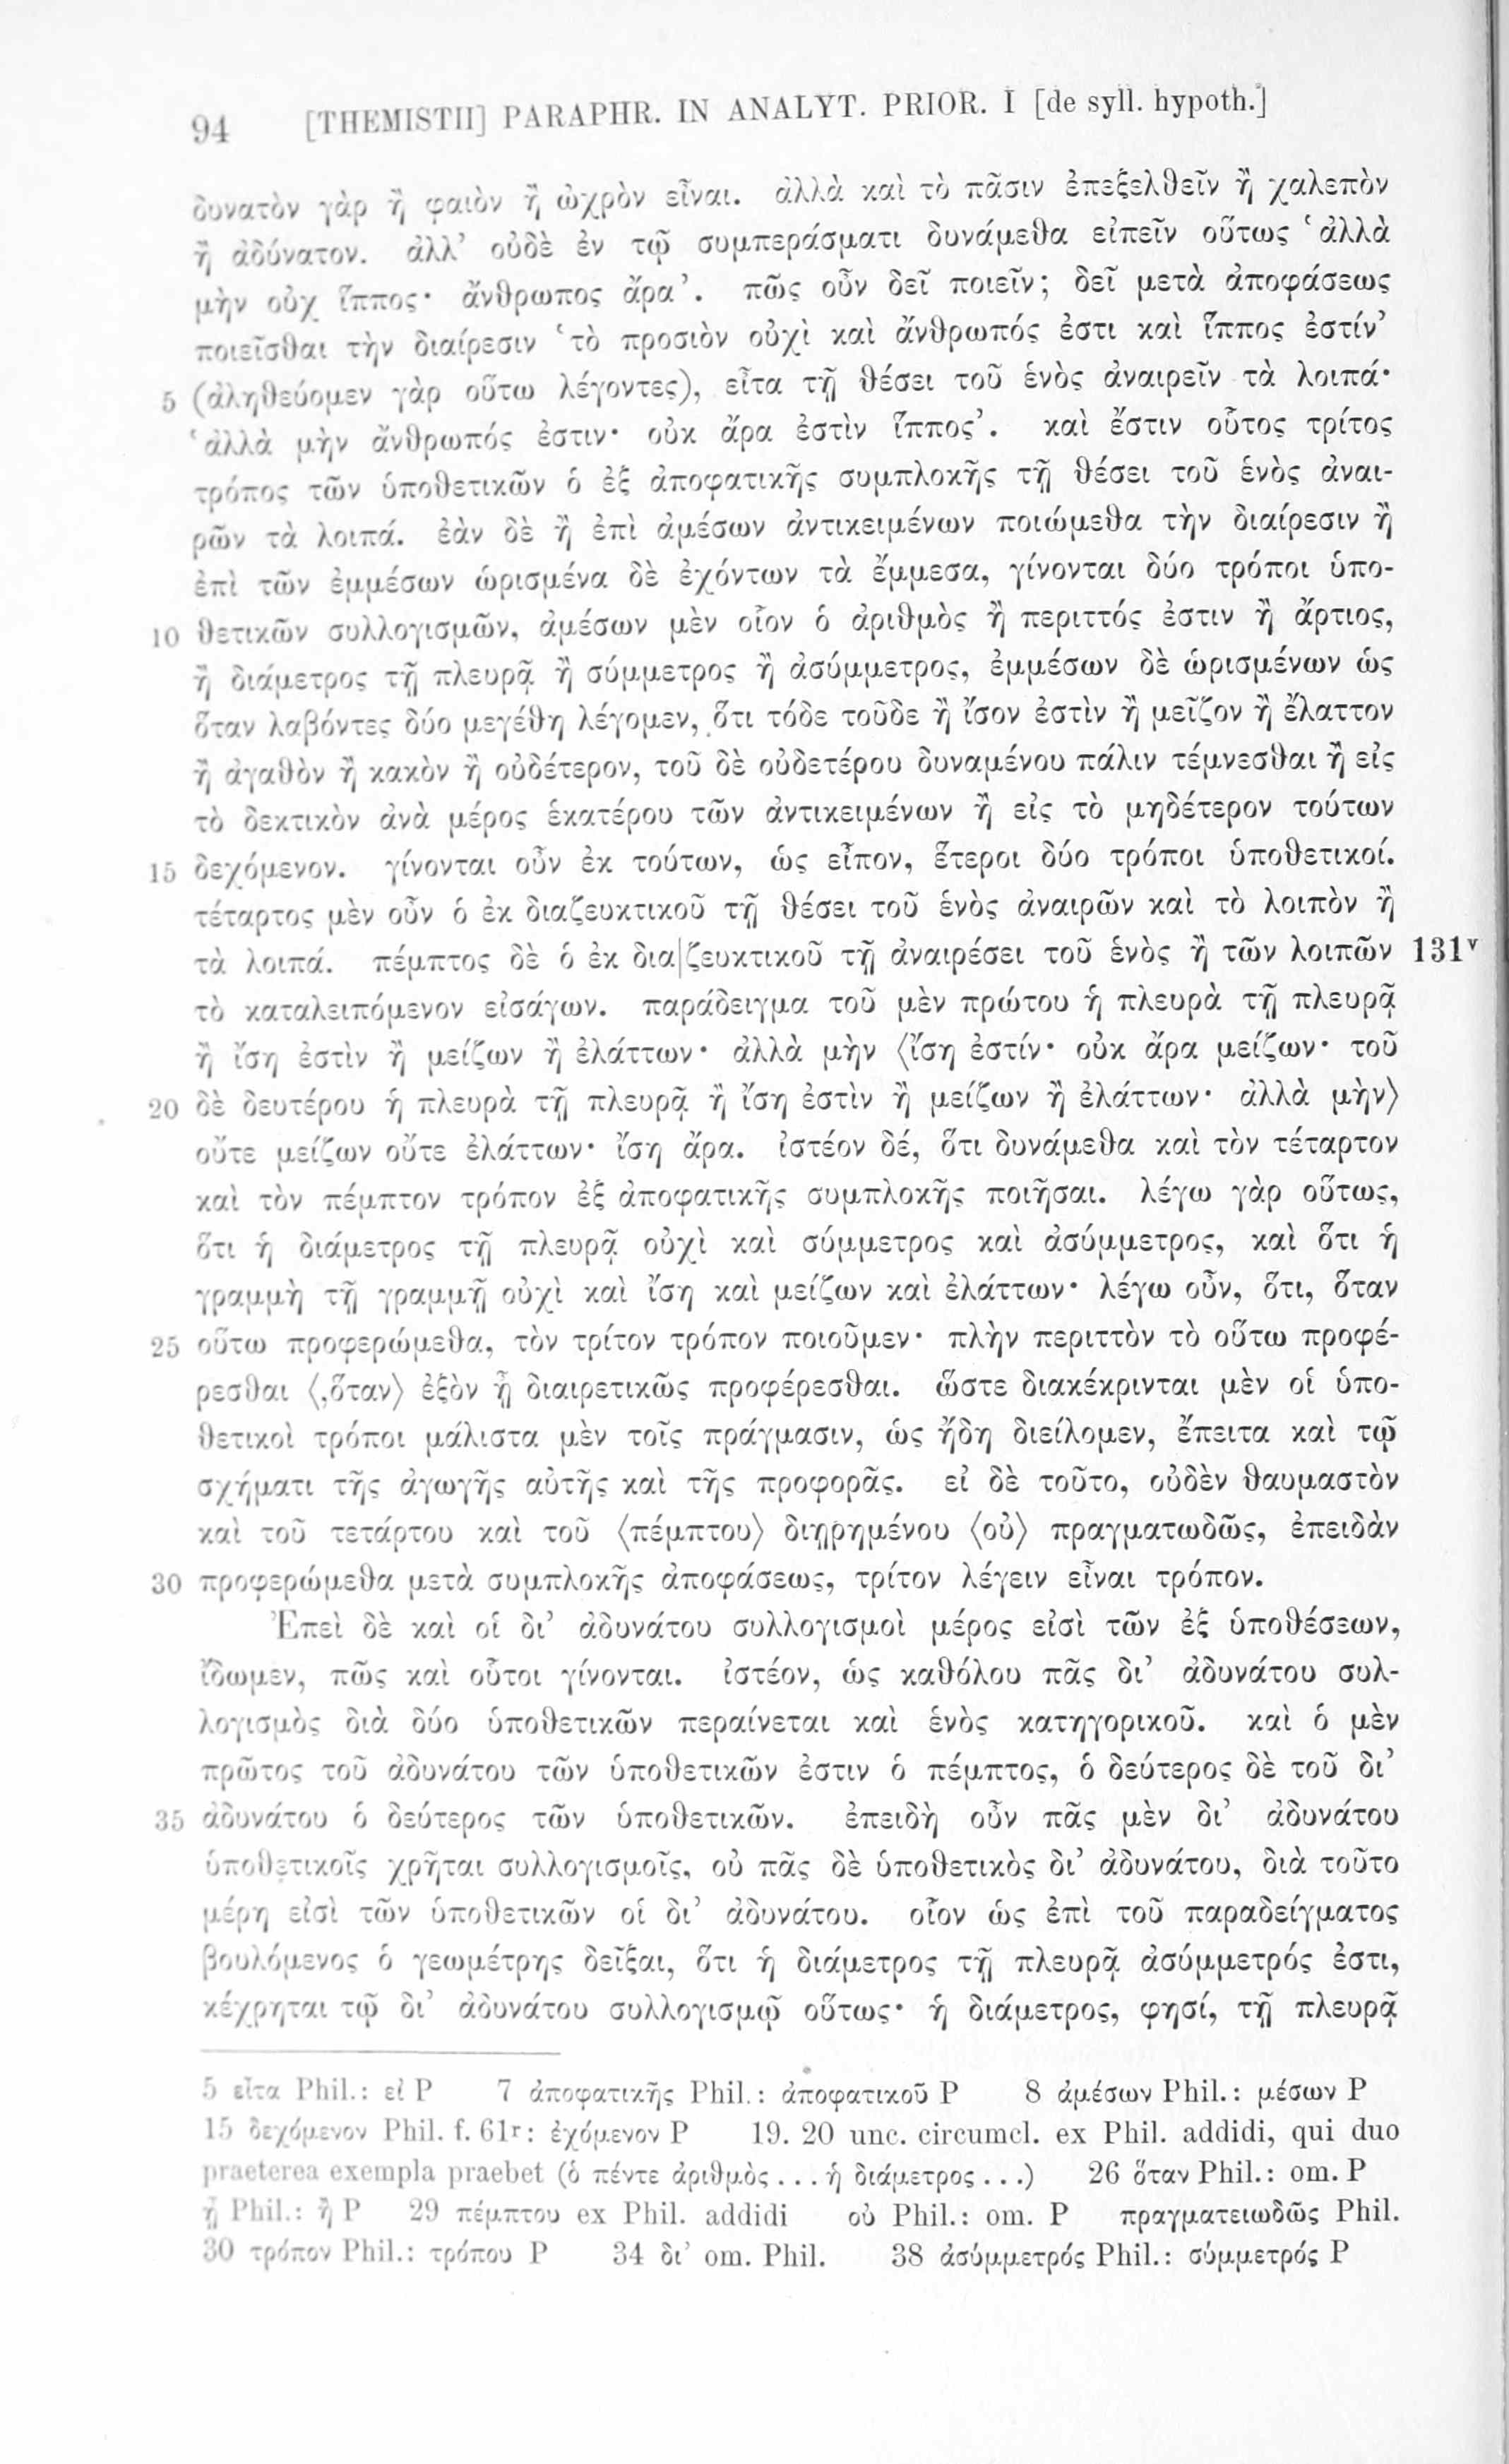 94 [THEMISTII] PARAPHR. IN ANALYT. PRIOR. I [de syll. hypoth.]
δυνατὸν γὰρ ἢ φαιὸν ἢ ὠχρὸν εἶναι. ἀλλὰ καὶ τὸ πᾶσιν ἐπεξελθεῖν ἢ χαλεπὸν
ἢ ἀδύνατον. ἀλλ’ οὐδὲ ἐν τῷ συμπεράσματι δυνάμεθα εἰπεῖν οὕτως ‘ἀλλὰ
μὴν οὐχ ἵππος· ἄνθρωπος ἄρα’. πῶς οὖν δεῖ ποιεῖν; δεῖ μετὰ ἀποφάσεως
ποιεῖσθαι τὴν διαίρεσιν ‘τὸ προσιὸν οὐχὶ καὶ ἄνθρωπός ἐστι καὶ ἵππος ἐστίν’
5 (ἀληθεύομεν γὰρ οὕτω λέγοντες), εἶτα τῇ θέσει τοῦ ἑνὸς ἀναιρεῖν τὰ λοιπά·
‘ἀλλὰ μὴν ἄνθρωπός ἐστιν· οὐκ ἄρα ἐστὶν ἵππος’. καὶ ἔστιν οὗτος τρίτος
τρόπος τῶν ὑποθετικῶν ὁ ἐξ ἀποφατικῆς συμπλοκῆς τῇ θέσει τοῦ ἑνὸς ἀναι-
ρῶν τὰ λοιπά. ἐὰν δὲ ἢ ἐπὶ ἀμέσων ἀντικειμένων ποιώμεθα τὴν διαίρεσιν ἢ
ἐπὶ τῶν ἐμμέσων ὡρισμένα δὲ ἐχόντων τὰ ἔμμεσα, γίνονται δύο τρόποι ὑπο-
10 θετικῶν συλλογισμῶν, ἀμέσων μὲν οἷον ὁ ἀριθμὸς ἢ περιττός ἐστιν ἢ ἄρτιος,
ἢ διάμετρος τῇ πλευρᾷ ἢ σύμμετρος ἢ ἀσύμμετρος, ἐμμέσων δὲ ὡρισμένων ὡς
ὅταν λαβόντες δύο μεγέθη λέγομεν, ὅτι τόδε τοῦδε ἢ ἴσον ἐστὶν ἢ μεῖζον ἢ ἔλαττον
ἢ ἀγαθὸν ἢ κακὸν ἢ οὐδέτερον, τοῦ δὲ οὐδετέρου δυναμένου πάλιν τέμνεσθαι ἢ εἰς
τὸ δεκτικὸν ἀνὰ μέρος ἑκατέρου τῶν ἀντικειμένων ἢ εἰς τὸ μηδέτερον τούτων
15 δεχόμενον. γίνονται οὖν ἐκ τούτων, ὡς εἶπον, ἕτεροι δύο τρόποι ὑποθετικοί.
τέταρτος μὲν οὖν ὁ ἐκ διαζευκτικοῦ τῇ θέσει τοῦ ἑνὸς ἀναιρῶν καὶ τὸ λοιπὸν ἢ
τὰ λοιπά. πέμπτος δὲ ὁ ἐκ δια|ζευκτικοῦ τῇ ἀναιρέσει τοῦ ἑνὸς ἢ τῶν λοιπῶν 131ᵛ
τὸ καταλειπόμενον εἰσάγων. παράδειγμα τοῦ μὲν πρώτου ἡ πλευρὰ τῇ πλευρᾷ
ἢ ἴση ἐστὶν ἢ μείζων ἢ ἐλάττων· ἀλλὰ μὴν ⟨ἴση ἐστίν· οὐκ ἄρα μείζων· τοῦ
20 δὲ δευτέρου ἡ πλευρὰ τῇ πλευρᾷ ἢ ἴση ἐστὶν ἢ μείζων ἢ ἐλάττων· ἀλλὰ μὴν⟩
οὔτε μείζων οὔτε ἐλάττων· ἴση ἄρα. ἰστέον δέ, ὅτι δυνάμεθα καὶ τὸν τέταρτον
καὶ τὸν πέμπτον τρόπον ἐξ ἀποφατικῆς συμπλοκῆς ποιῆσαι. λέγω γὰρ οὕτως,
ὅτι ἡ διάμετρος τῇ πλευρᾷ οὐχὶ καὶ σύμμετρος καὶ ἀσύμμετρος, καὶ ὅτι ἡ
γραμμὴ τῇ γραμμῇ οὐχὶ καὶ ἴση καὶ μείζων καὶ ἐλάττων· λέγω οὖν, ὅτι, ὅταν
25 οὕτω προφερώμεθα, τὸν τρίτον τρόπον ποιοῦμεν· πλὴν περιττὸν τὸ οὕτω προφέ-
ρεσθαι ⟨,ὅταν⟩ ἐξὸν ᾖ διαιρετικῶς προφέρεσθαι. ὥστε διακέκρινται μὲν οἱ ὑπο-
θετικοὶ τρόποι μάλιστα μὲν τοῖς πράγμασιν, ὡς ἤδη διείλομεν, ἔπειτα καὶ τῷ
σχήματι τῆς ἀγωγῆς αὐτῆς καὶ τῆς προφορᾶς. εἰ δὲ τοῦτο, οὐδὲν θαυμαστὸν
καὶ τοῦ τετάρτου καὶ τοῦ ⟨πέμπτου⟩ διῃρημένου ⟨οὐ⟩ πραγματωδῶς, ἐπειδὰν
30 προφερώμεθα μετὰ συμπλοκῆς ἀποφάσεως, τρίτον λέγειν εἶναι τρόπον.
Ἐπεὶ δὲ καὶ οἱ δι’ ἀδυνάτου συλλογισμοὶ μέρος εἰσὶ τῶν ἐξ ὑποθέσεων,
ἴδωμεν, πῶς καὶ οὗτοι γίνονται. ἰστέον, ὡς καθόλου πᾶς δι’ ἀδυνάτου συλ-
λογισμὸς διὰ δύο ὑποθετικῶν περαίνεται καὶ ἑνὸς κατηγορικοῦ. καὶ ὁ μὲν
πρῶτος τοῦ ἀδυνάτου τῶν ὑποθετικῶν ἐστιν ὁ πέμπτος, ὁ δεύτερος δὲ τοῦ δι’
35 ἀδυνάτου ὁ δεύτερος τῶν ὑποθετικῶν. ἐπειδὴ οὖν πᾶς μὲν δι’ ἀδυνάτου
ὑποθετικοῖς χρῆται συλλογισμοῖς, οὐ πᾶς δὲ ὑποθετικὸς δι’ ἀδυνάτου, διὰ τοῦτο
μέρη εἰσὶ τῶν ὑποθετικῶν οἱ δι’ ἀδυνάτου. οἷον ὡς ἐπὶ τοῦ παραδείγματος
βουλόμενος ὁ γεωμέτρης δεῖξαι, ὅτι ἡ διάμετρος τῇ πλευρᾷ ἀσύμμετρός ἐστι,
κέχρηται τῷ δι’ ἀδυνάτου συλλογισμῷ οὕτως· ἡ διάμετρος, φησί, τῇ πλευρᾷ
5 εἶτα Phil.: εἰ P 7 ἀποφατικῆς Phil.: ἀποφατικοῦ P 8 ἀμέσων Phil.: μέσων P
15 δεχόμενον Phil. f. 61ʳ: ἐχόμενον P 19. 20 unc. circumcl. ex Phil. addidi, qui duo
praeterea exempla praebet (ὁ πέντε ἀριθμὸς . . . ἡ διάμετρος . . .) 26 ὅταν Phil.: om. P
ᾖ Phil.: ἢ P 29 πέμπτου ex Phil. addidi οὐ Phil.: om. P πραγματειωδῶς Phil.
30 τρόπον Phil.: τρόπου P 34 δι’ om. Phil. 38 ἀσύμμετρός Phil.: σύμμετρός P